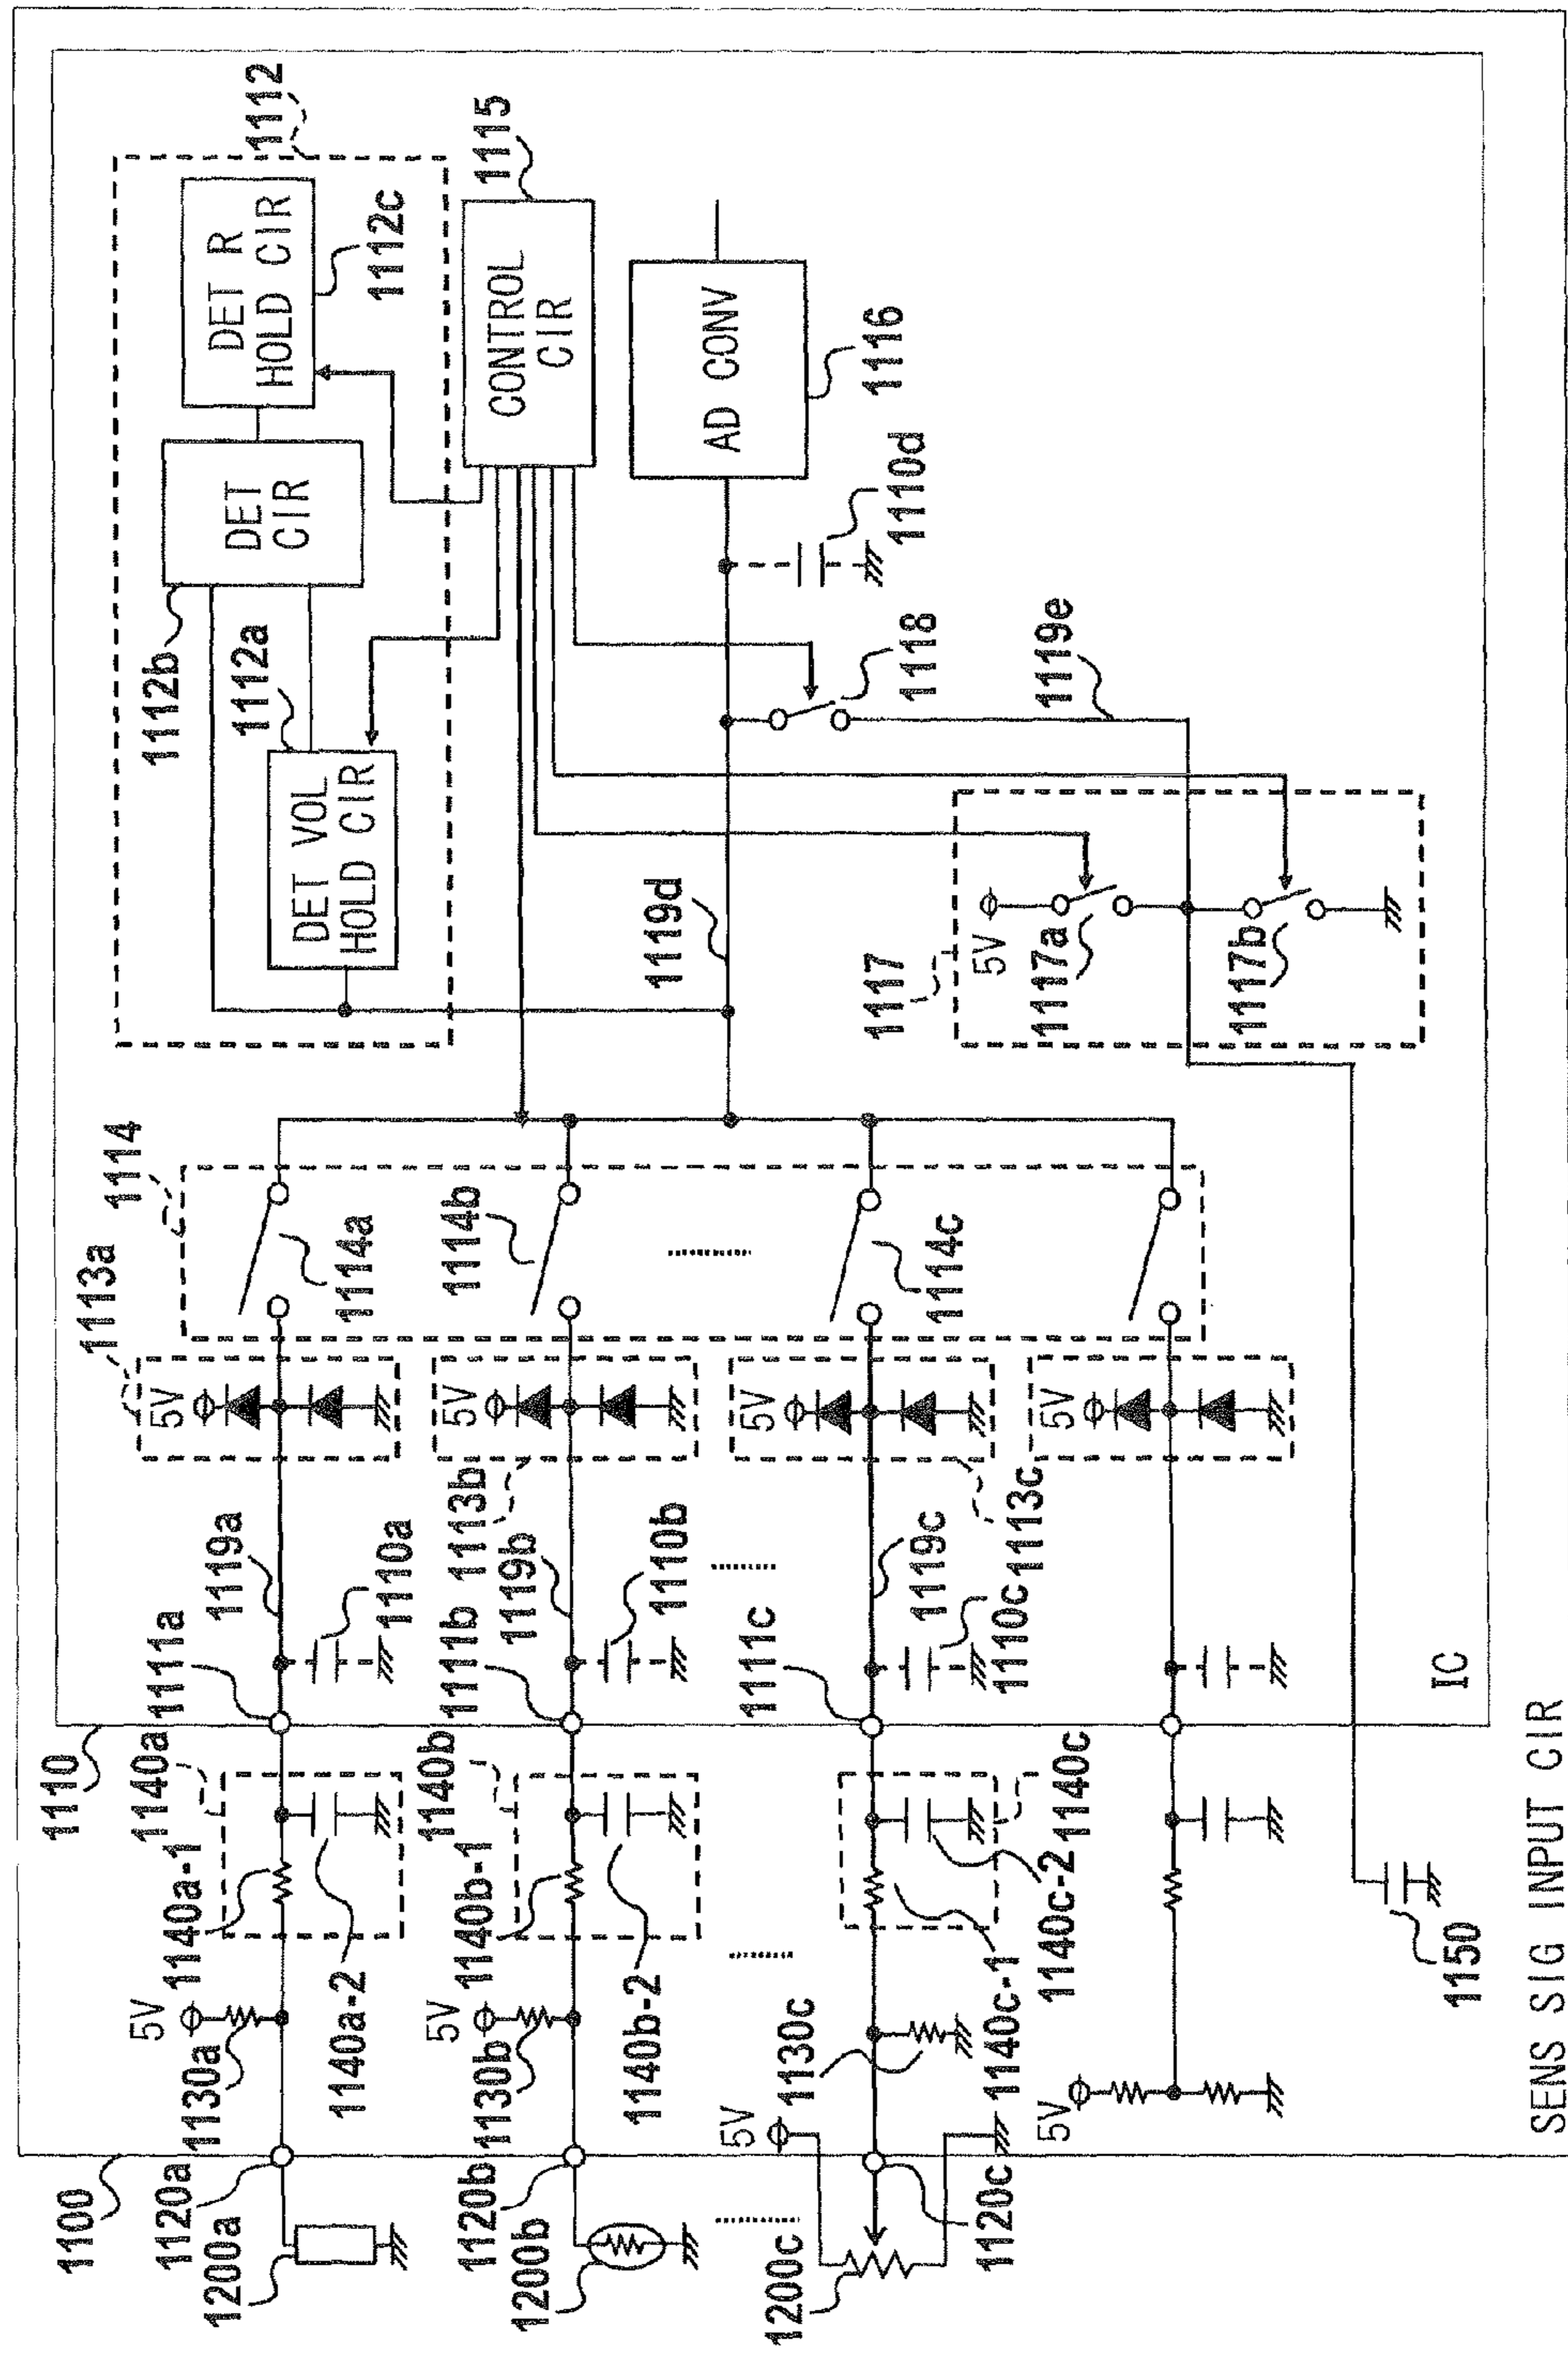 1100
1110
1120a
1200a
1130a
5V
1140a-1
1140a
1140a-2
1111a
1119a
1110a
1113a
5V
1114
1114a
1120b
1200b
1130b
5V
1140b-1
1140b
1140b-2
1111b
1119b
1113b
1110b
5V
1114b
1200c
5V
1120c
1130c
1140c-1
1140c-2
1140c
1111c
1119c
1110c
1113c
5V
1114c
5V
5V
1150
1112
1112b
1112a
DET VOL
HOLD CIR
DET
CIR
DET R
HOLD CIR
1112c
1115
CONTROL
CIR
AD CONV
1116
1110d
1118
1119d
1119e
1117
5V
1117a
1117b
IC
SENS SIG INPUT CIR